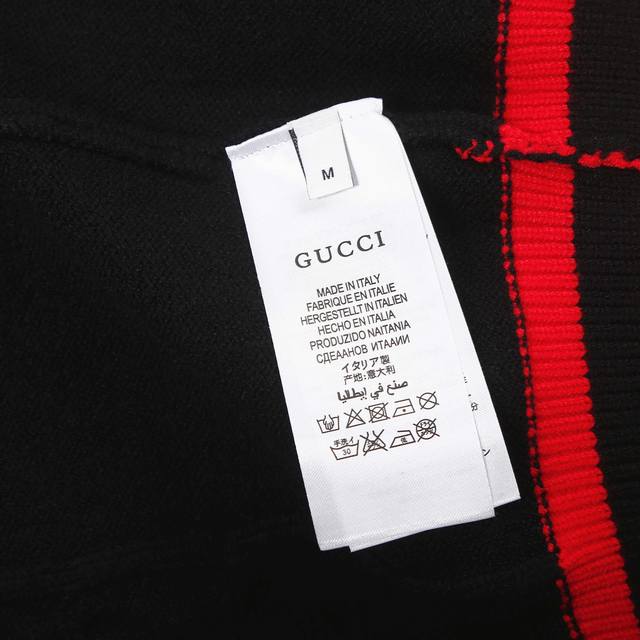 M
GUCCI
MADE IN ITALY
FABRIQUE EN ITALIE
HERGESTELLT IN ITALIEN
HECHO EN ITALIA
PRODUZIDO NAITANIA
СДЕААНОВ ИТААИИ
イタリア製
产地:意大利
صنع في إيطاليا
手洗イ
30